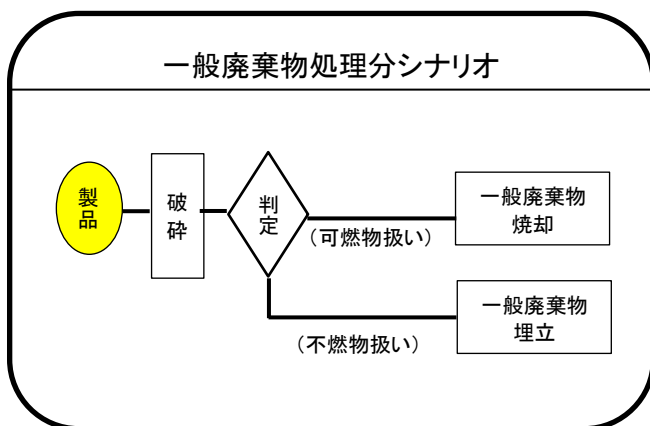 一般廃棄物処理分シナリオ
製品
破砕
判定
（可燃物扱い）
一般廃棄物
焼却
（不燃物扱い）
一般廃棄物
埋立